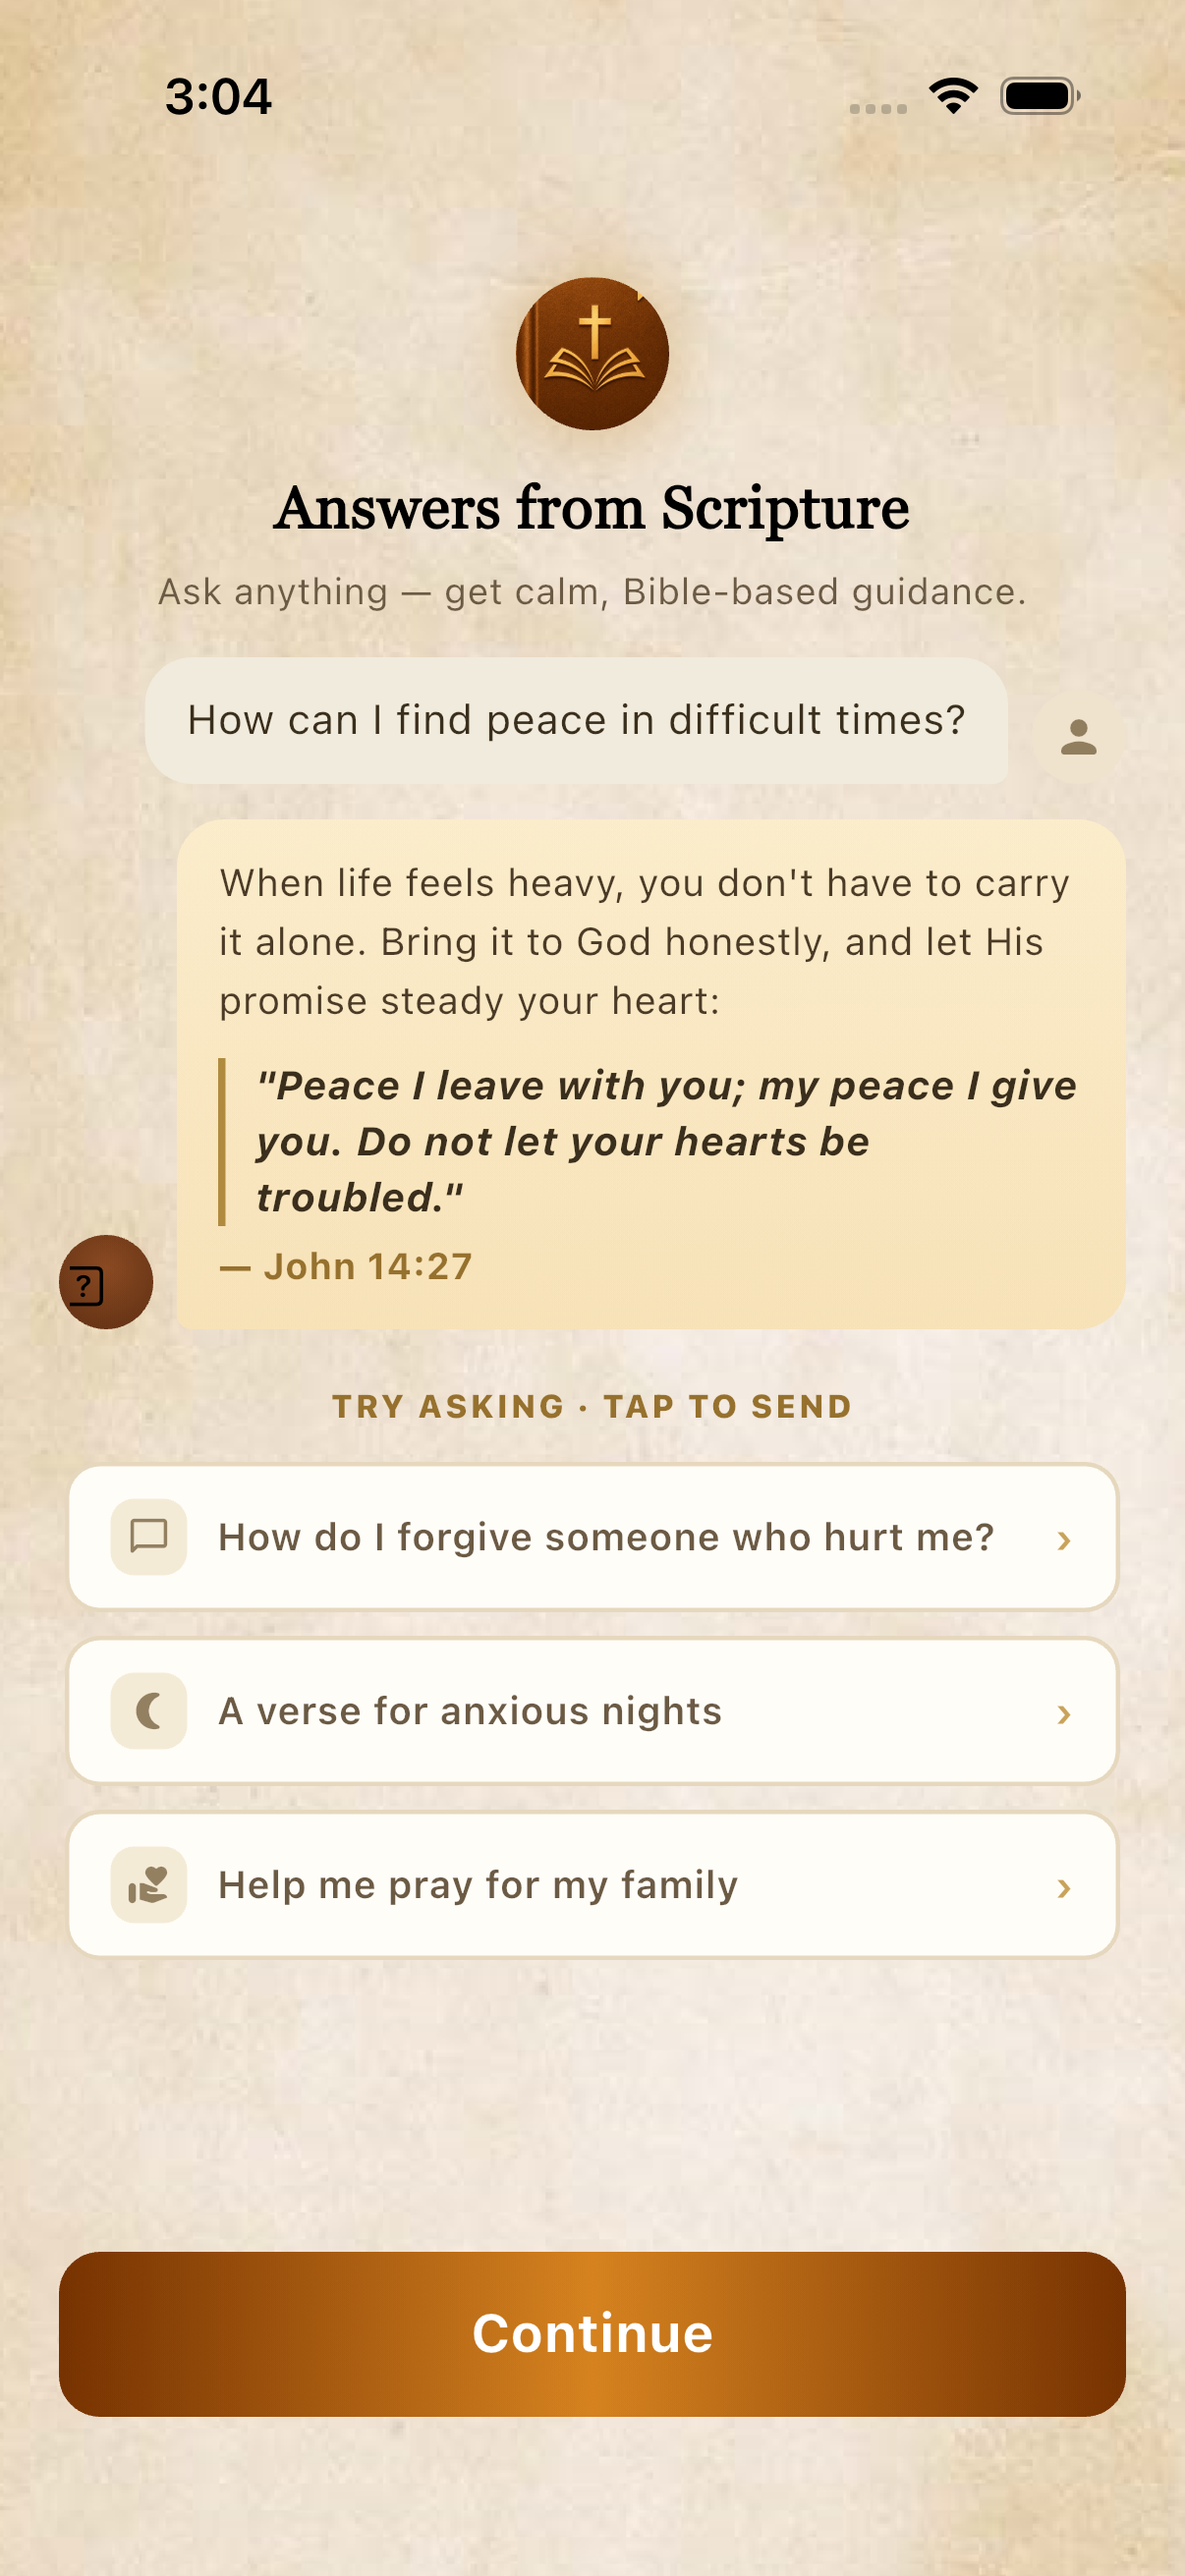 3:04
Answers from Scripture
Ask anything — get calm, Bible-based guidance.
How can I find peace in difficult times?
When life feels heavy, you don't have to carry
it alone. Bring it to God honestly, and let His
promise steady your heart:
"Peace I leave with you; my peace I give
you. Do not let your hearts be
troubled."
— John 14:27
?
TRY ASKING · TAP TO SEND
How do I forgive someone who hurt me? ›
A verse for anxious nights ›
Help me pray for my family ›
Continue